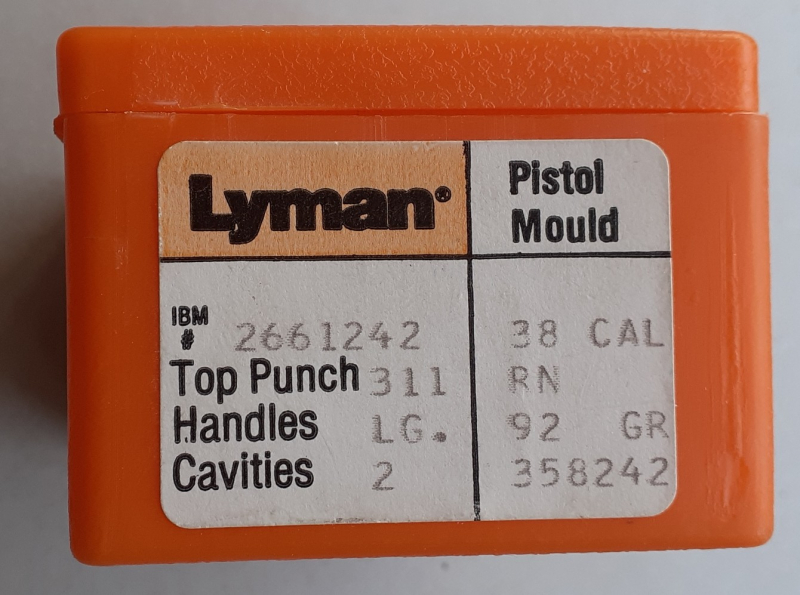 Lyman®
Pistol
Mould
IBM
# 2661242
38 CAL
Top Punch 311
RN
Handles LG.
92 GR
Cavities 2
358242